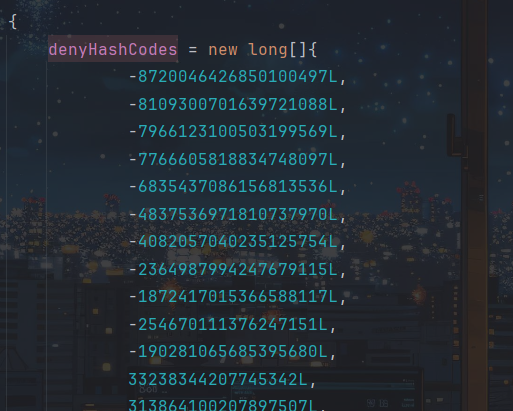 {
denyHashCodes = new long[]{
-8720046426850100497L,
-8109300701639721088L,
-7966123100503199569L,
-7766605818834748097L,
-6835437086156813536L,
-4837536971810737970L,
-4082057040235125754L,
-2364987994247679115L,
-1872417015366588117L,
-254670111376247151L,
-190281065685395680L,
33238344207745342L,
313864100207897507L,